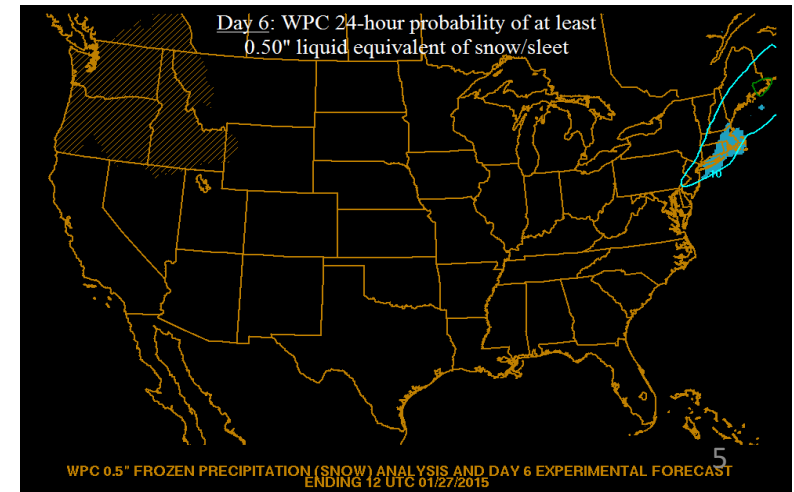 Day 6: WPC 24-hour probability of at least
0.50" liquid equivalent of snow/sleet
10
5
WPC 0.5" FROZEN PRECIPITATION (SNOW) ANALYSIS AND DAY 6 EXPERIMENTAL FORECAST
ENDING 12 UTC 01/27/2015